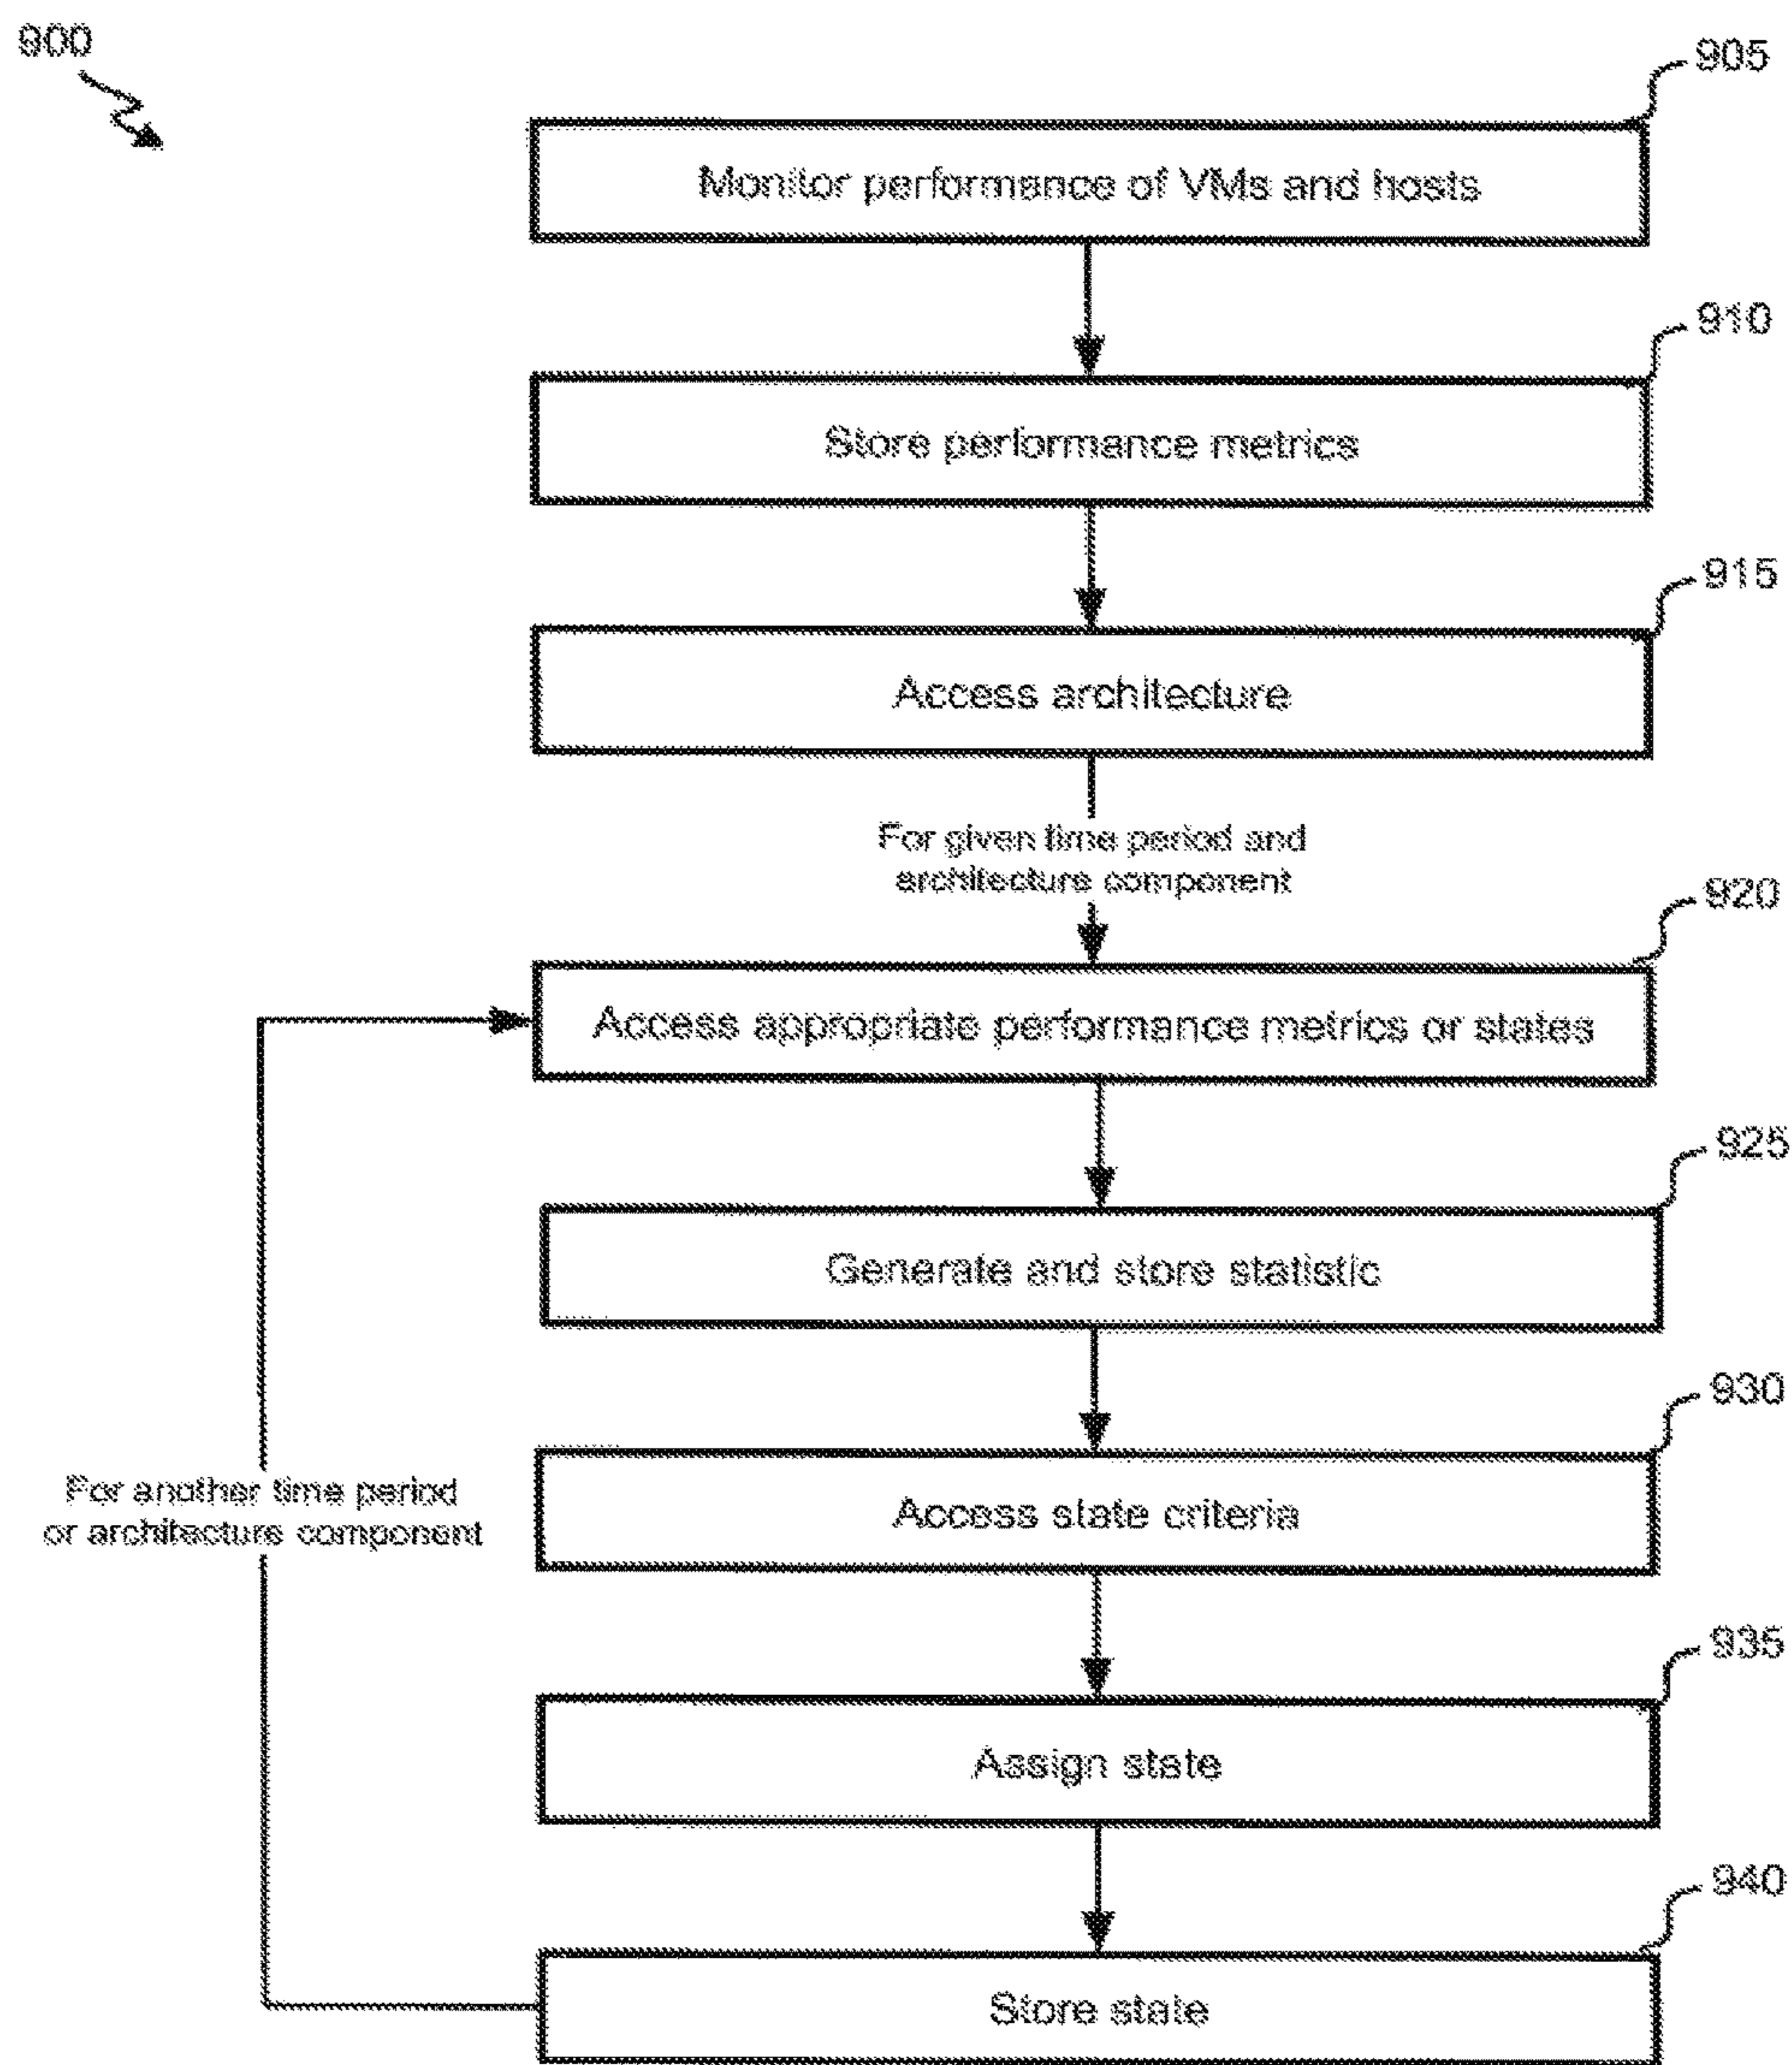 900
905
Monitor performance of VMs and hosts
910
Store performance metrics
915
Access architecture
For given time period and
architecture component
920
Access appropriate performance metrics or states
925
Generate and store statistic
930
Access state criteria
For another time period
or architecture component
935
Assign state
940
Store state